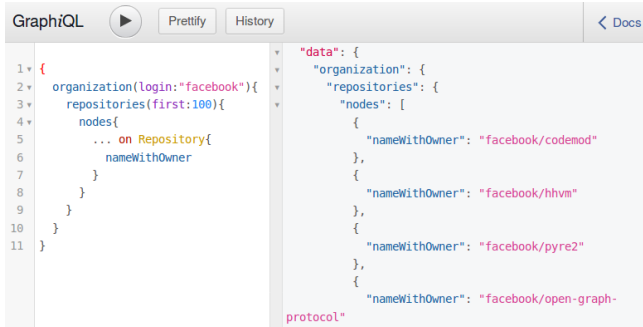 GraphiQL Prettify History < Docs
1 {
2 organization(login:"facebook"){
3 repositories(first:100){
4 nodes{
5 ... on Repository{
6 nameWithOwner
7 }
8 }
9 }
10 }
11 }
"data": {
"organization": {
"repositories": {
"nodes": [
{
"nameWithOwner": "facebook/codemod"
},
{
"nameWithOwner": "facebook/hhvm"
},
{
"nameWithOwner": "facebook/pyre2"
},
{
"nameWithOwner": "facebook/open-graph-
protocol"